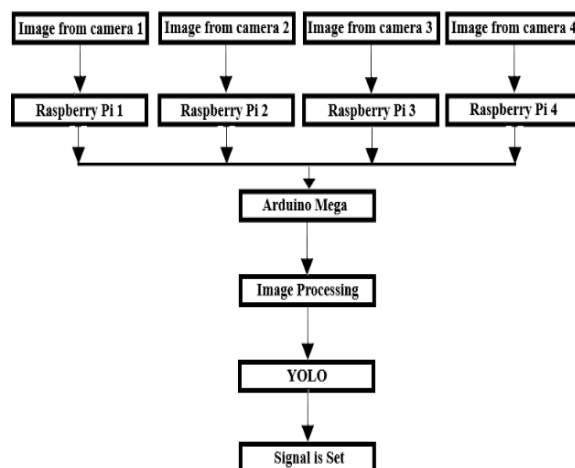 Image from camera 1
Image from camera 2
Image from camera 3
Image from camera 4
Raspberry Pi 1
Raspberry Pi 2
Raspberry Pi 3
Raspberry Pi 4
Arduino Mega
Image Processing
YOLO
Signal is Set